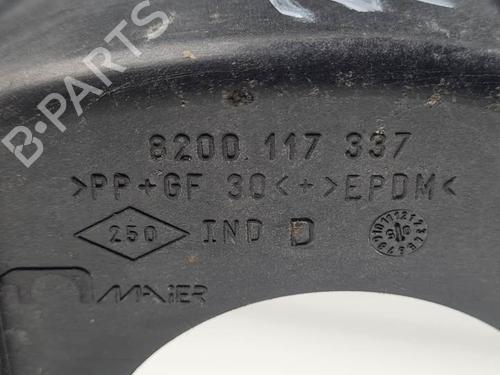 8200 117 337
>PP+GF 30<+>EPDM<
250 IND D
MAIER
B-PARTS